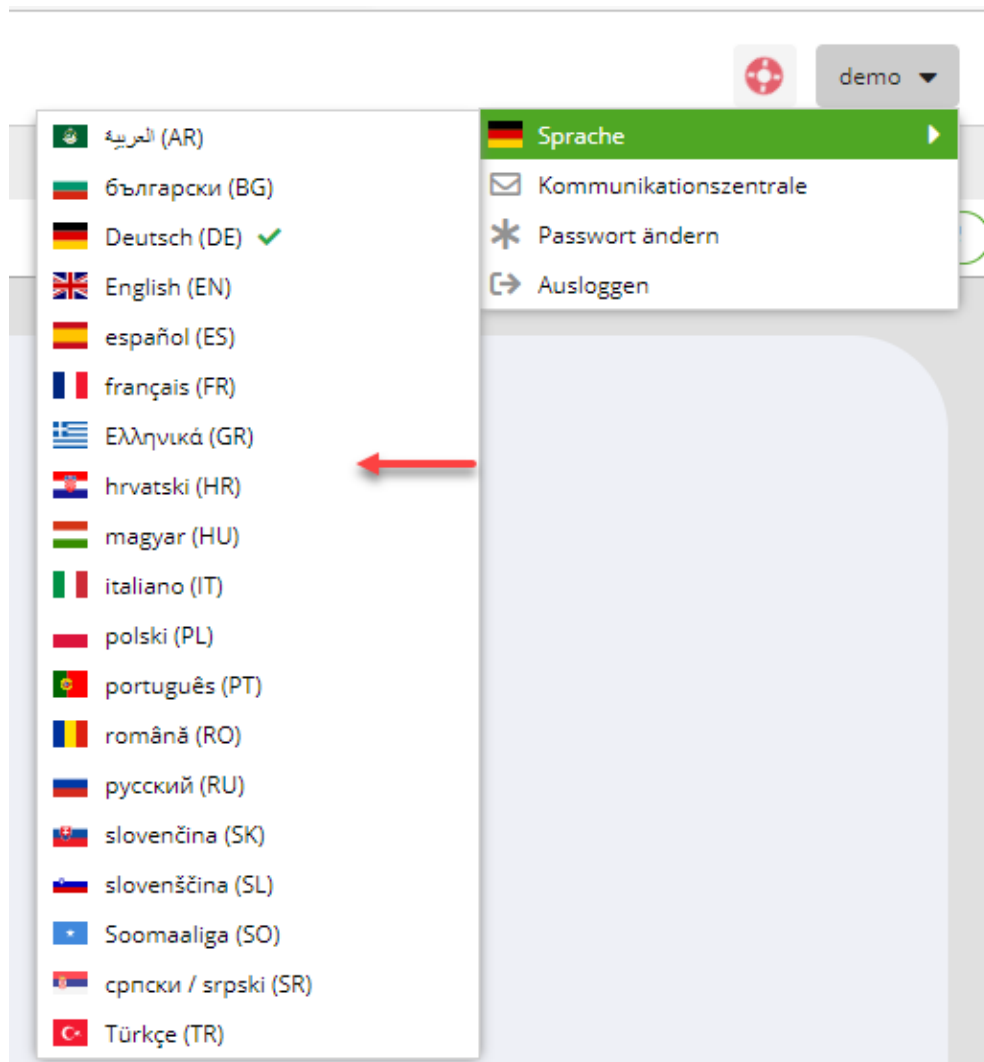 demo
Sprache
Kommunikationszentrale
Passwort ändern
Ausloggen
العربية (AR)
български (BG)
Deutsch (DE)
English (EN)
español (ES)
français (FR)
Ελληνικά (GR)
hrvatski (HR)
magyar (HU)
italiano (IT)
polski (PL)
português (PT)
română (RO)
русский (RU)
slovenčina (SK)
slovenščina (SL)
Soomaaliga (SO)
српски / srpski (SR)
Türkçe (TR)